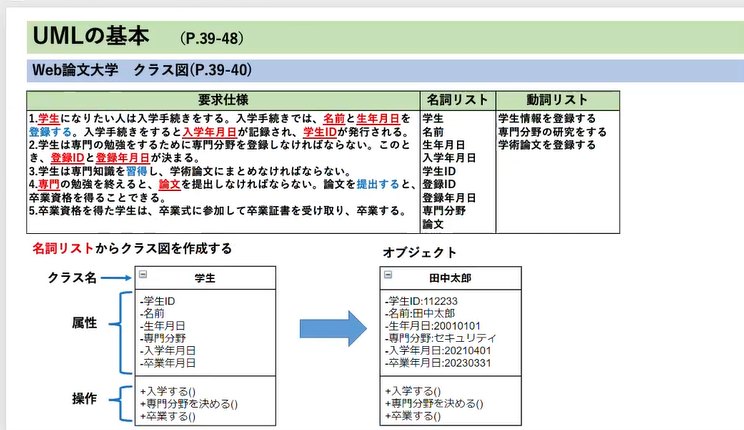 UMLの基本 (P.39-48)
Web論文大学 クラス図(P.39-40)
要求仕様 名詞リスト 動詞リスト
1.学生になりたい人は入学手続きをする。入学手続きでは、名前と生年月日を
登録する。入学手続きをすると入学年月日が記録され、学生IDが発行される。
2.学生は専門の勉強をするために専門分野を登録しなければならない。このと
き、登録IDと登録年月日が決まる。
3.学生は専門知識を習得し、学術論文にまとめなければならない。
4.専門の勉強を終えると、論文を提出しなければならない。論文を提出すると、
卒業資格を得ることできる。
5.卒業資格を得た学生は、卒業式に参加して卒業証書を受け取り、卒業する。
学生
名前
生年月日
入学年月日
学生ID
登録ID
登録年月日
専門分野
論文
学生情報を登録する
専門分野の研究をする
学術論文を登録する
名詞リストからクラス図を作成する
クラス名
学生
属性
-学生ID
-名前
-生年月日
-専門分野
-入学年月日
-卒業年月日
操作
+入学する()
+専門分野を決める()
+卒業する()
オブジェクト
田中太郎
-学生ID:112233
-名前:田中太郎
-生年月日:20010101
-専門分野:セキュリティ
-入学年月日:20210401
-卒業年月日:20230331
+入学する()
+専門分野を決める()
+卒業する()